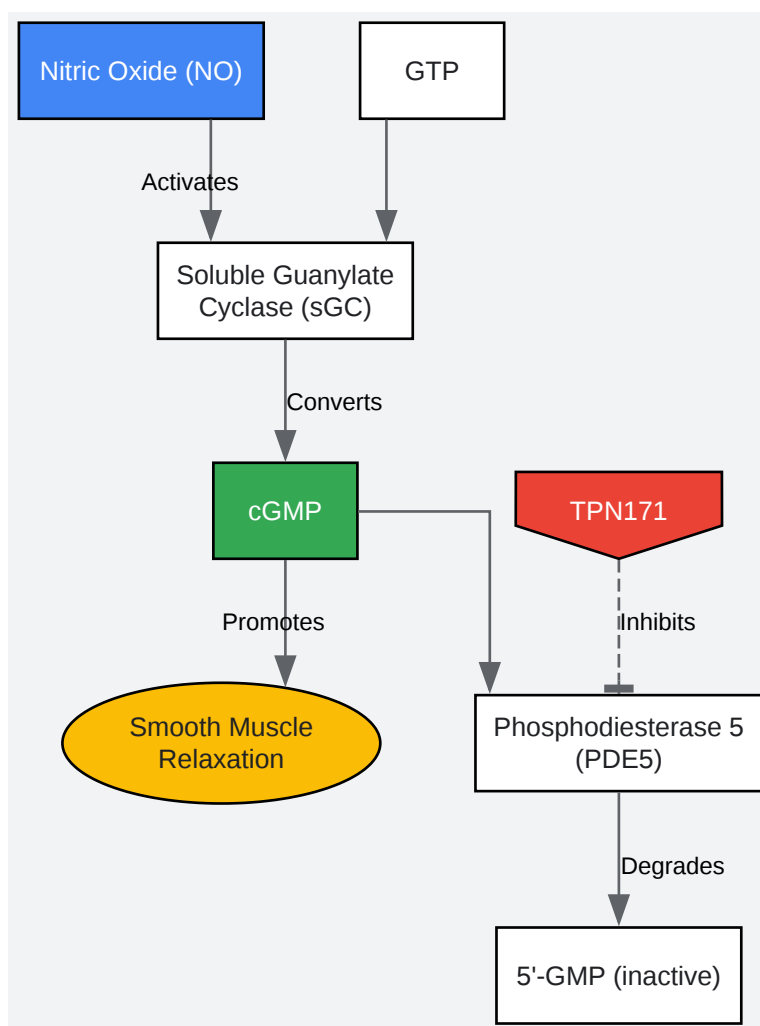 Nitric Oxide (NO)
GTP
Activates
Soluble Guanylate
Cyclase (sGC)
Converts
cGMP
TPN171
Promotes
Inhibits
Smooth Muscle
Relaxation
Phosphodiesterase 5
(PDE5)
Degrades
5'-GMP (inactive)